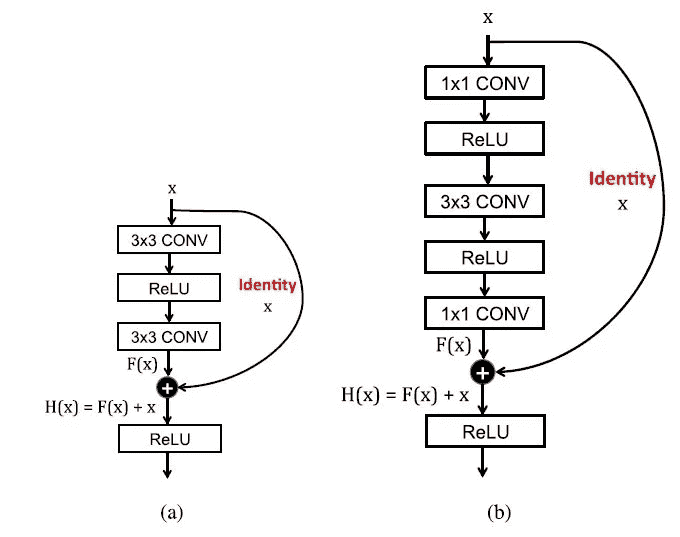 x
3x3 CONV
ReLU
Identity
x
3x3 CONV
F(x)
+
H(x) = F(x) + x
ReLU
(a)
x
1x1 CONV
ReLU
Identity
x
3x3 CONV
ReLU
1x1 CONV
F(x)
+
H(x) = F(x) + x
ReLU
(b)